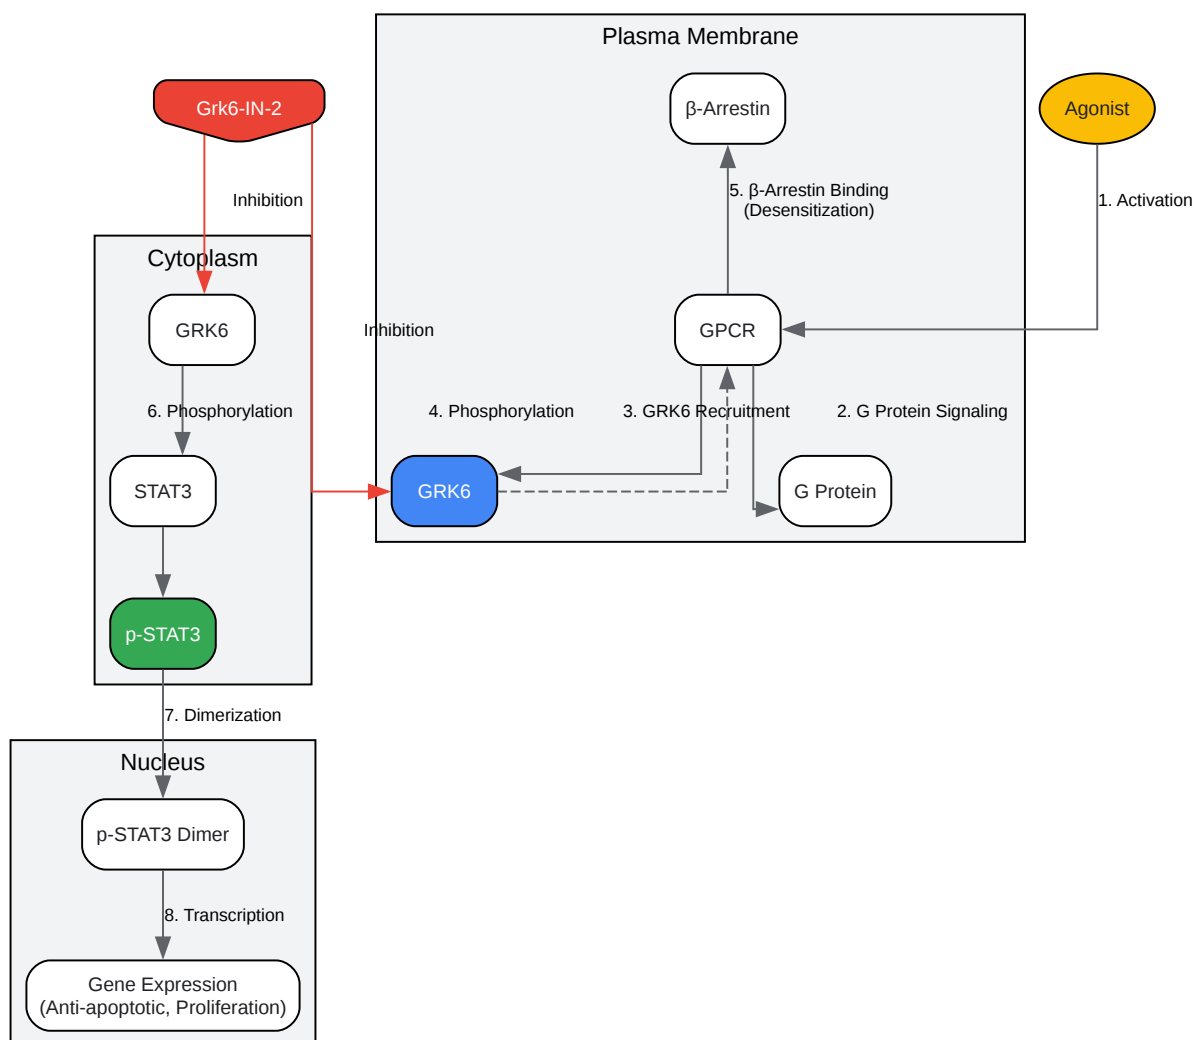 Plasma Membrane
Grk6-IN-2
β-Arrestin
Agonist
Inhibition
5. β-Arrestin Binding
(Desensitization)
1. Activation
Cytoplasm
GRK6
Inhibition
GPCR
6. Phosphorylation
4. Phosphorylation
3. GRK6 Recruitment
2. G Protein Signaling
STAT3
GRK6
G Protein
p-STAT3
7. Dimerization
Nucleus
p-STAT3 Dimer
8. Transcription
Gene Expression
(Anti-apoptotic, Proliferation)